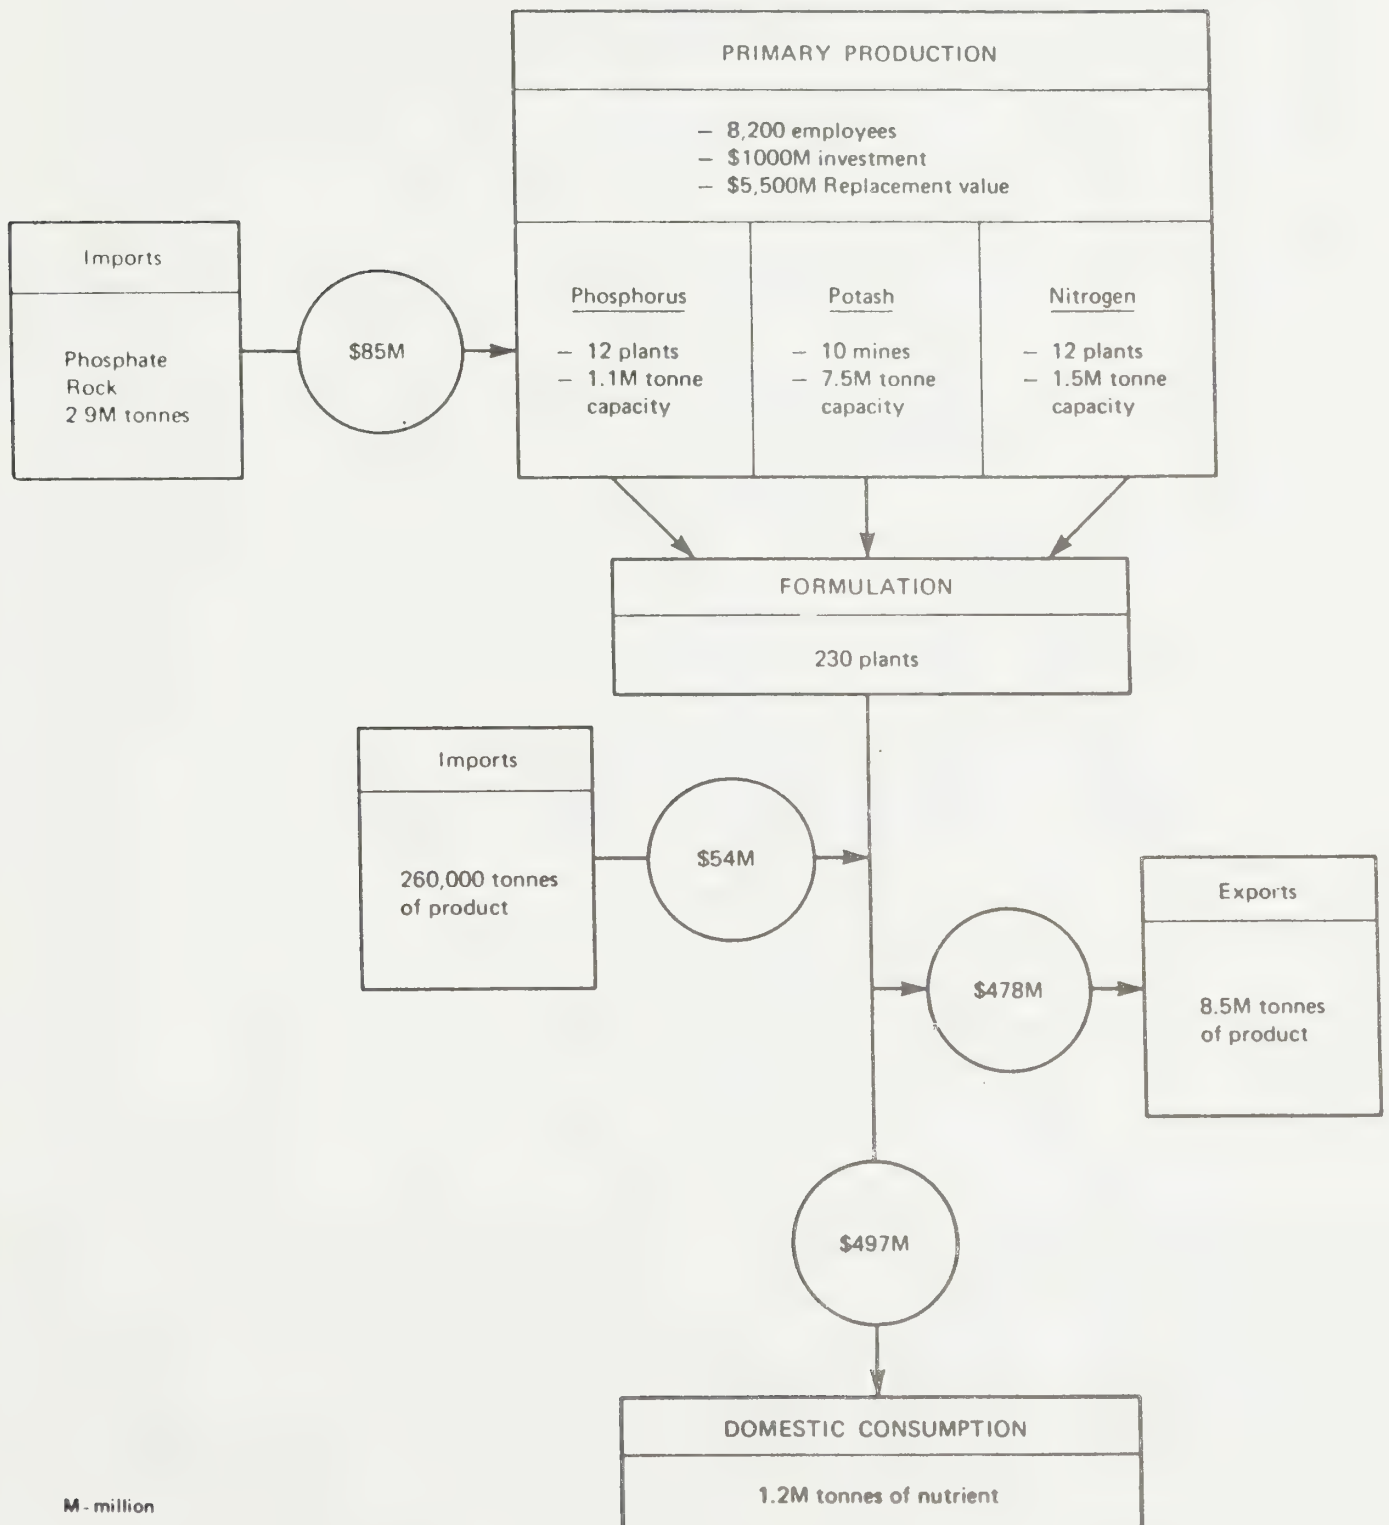 PRIMARY PRODUCTION
– 8,200 employees
– $1000M investment
– $5,500M Replacement value
Imports
Phosphate
Rock
2 9M tonnes
$85M
Phosphorus
– 12 plants
– 1.1M tonne
capacity
Potash
– 10 mines
– 7.5M tonne
capacity
Nitrogen
– 12 plants
– 1.5M tonne
capacity
FORMULATION
230 plants
Imports
260,000 tonnes
of product
$54M
$478M
Exports
8.5M tonnes
of product
$497M
DOMESTIC CONSUMPTION
1.2M tonnes of nutrient
M - million